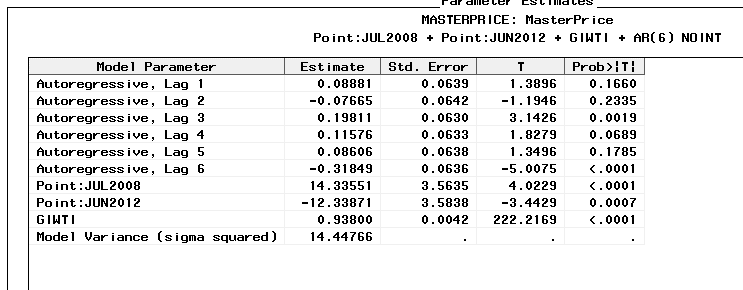 Parameter Estimates
MASTERPRICE: MasterPrice
Point:JUL2008 + Point:JUN2012 + GIWTI + AR(6) NOINT
Model Parameter Estimate Std. Error T Prob>|T|
Autoregressive, Lag 1 0.08881 0.0639 1.3896 0.1660
Autoregressive, Lag 2 -0.07665 0.0642 -1.1946 0.2335
Autoregressive, Lag 3 0.19811 0.0630 3.1426 0.0019
Autoregressive, Lag 4 0.11576 0.0633 1.8279 0.0689
Autoregressive, Lag 5 0.08606 0.0638 1.3496 0.1785
Autoregressive, Lag 6 -0.31849 0.0636 -5.0075 <.0001
Point:JUL2008 14.33551 3.5635 4.0229 <.0001
Point:JUN2012 -12.33871 3.5838 -3.4429 0.0007
GIWTI 0.93800 0.0042 222.2169 <.0001
Model Variance (sigma squared) 14.44766 . . .